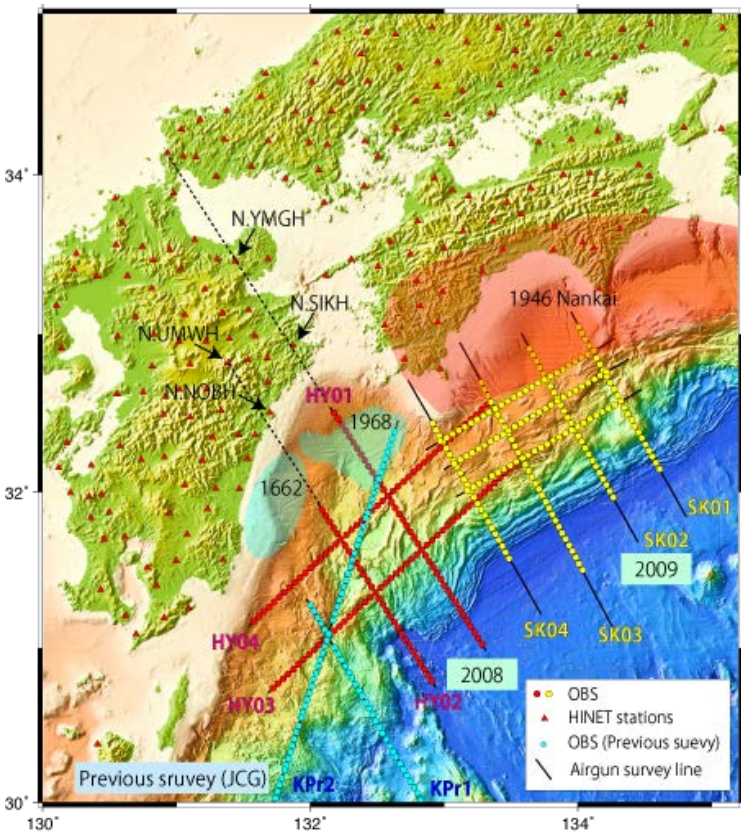 34°
32°
30°
130°
132°
134°
N.YMGH
N.SIKH
N.UMWH
N.NOBH
1946 Nankai
HY01
1968
1662
SK01
SK02
2009
SK03
SK04
HY04
HY03
HY02
2008
KPr2
KPr1
Previous sruvey (JCG)
OBS
HINET stations
OBS (Previous suevy)
Airgun survey line